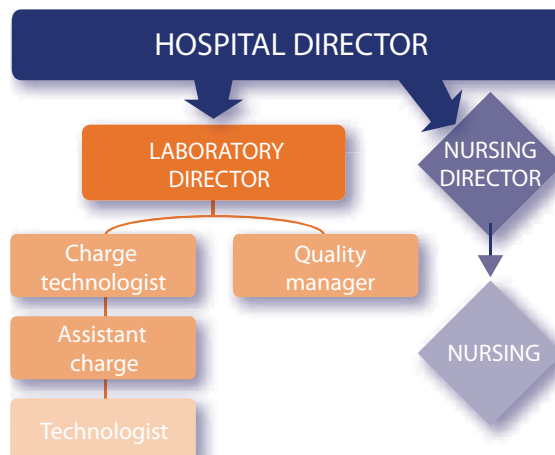 HOSPITAL DIRECTOR
LABORATORY
DIRECTOR
NURSING
DIRECTOR
Charge
technologist
Quality
manager
Assistant
charge
NURSING
Technologist